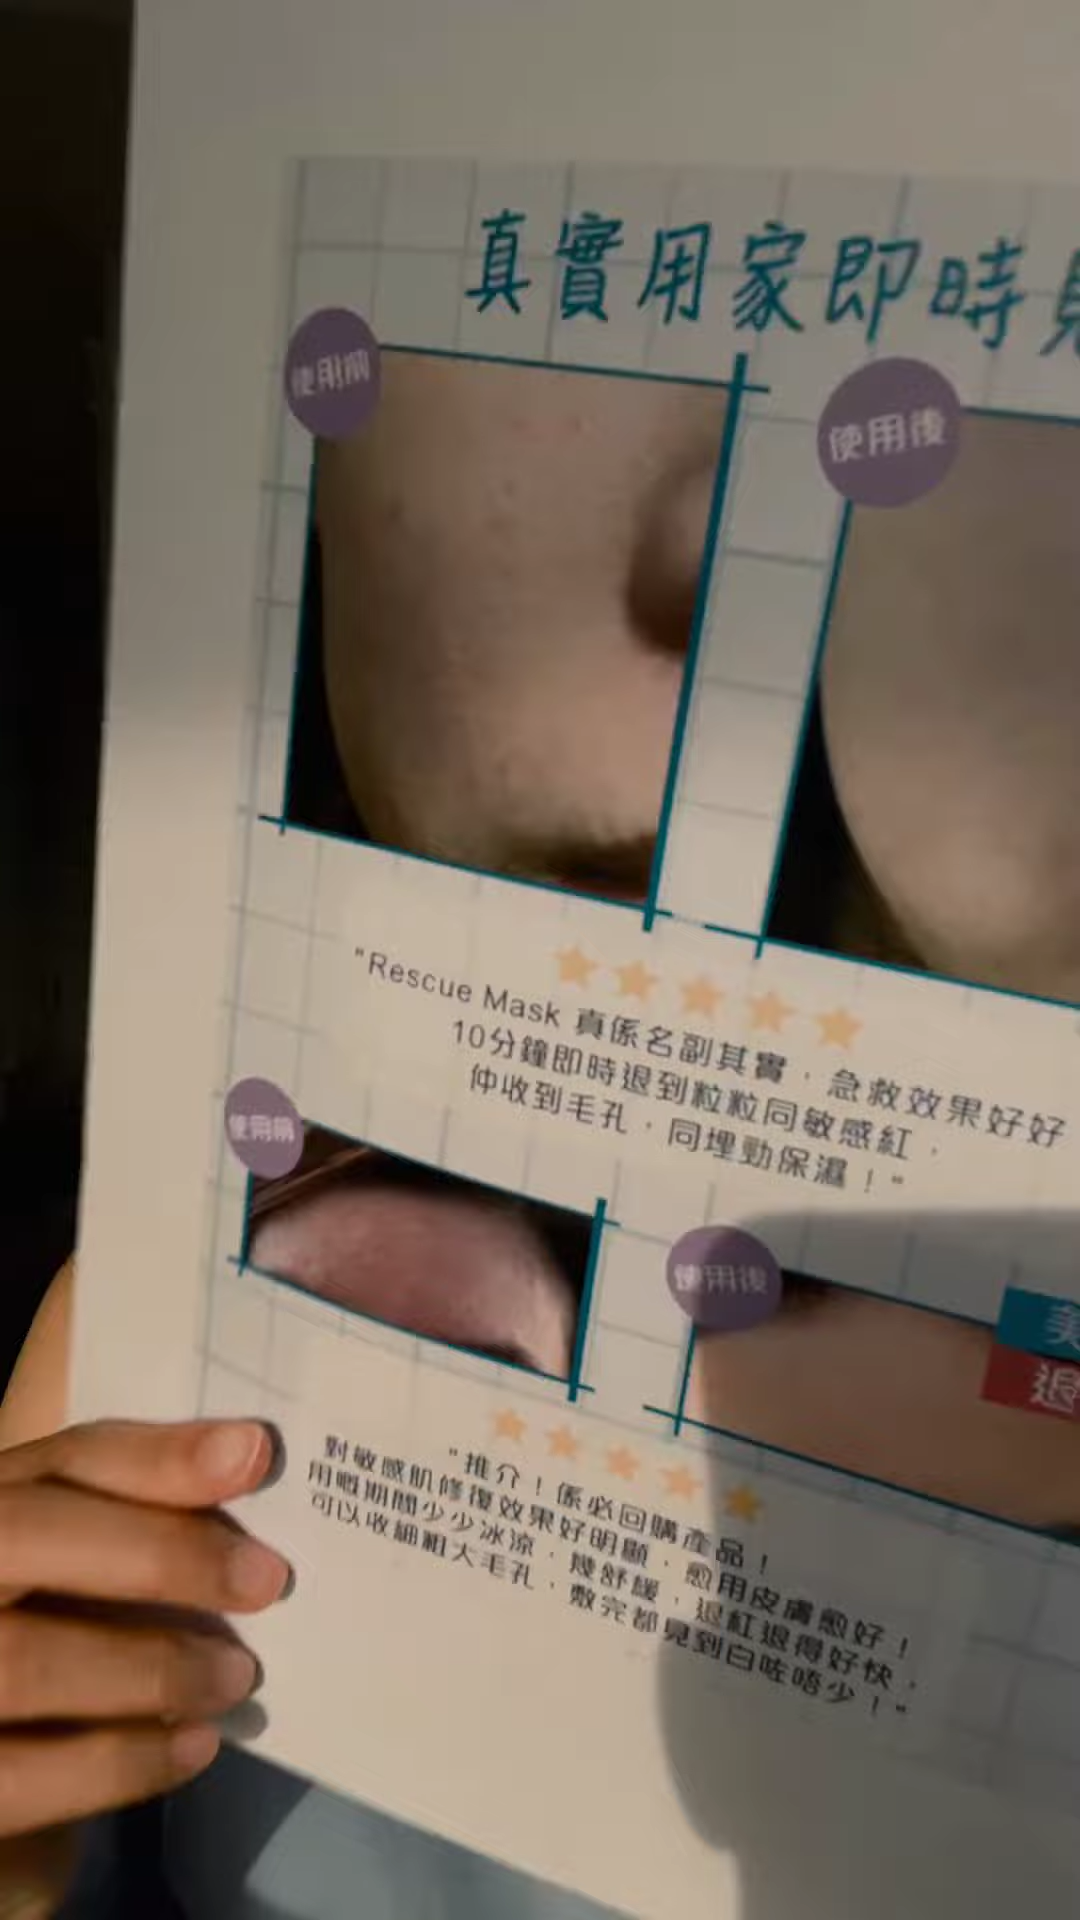 真實用家即時見
使用前
使用後
"Rescue Mask 真係名副其實，急救效果好好
10分鐘即時退到粒粒同敏感紅，
仲收到毛孔，同埋勁保濕！"
使用前
使用後
美
退
"推介！係必回購產品！
對敏感肌修復效果好明顯，愈用皮膚愈好！
用嘅期間少少冰涼，幾舒緩，退紅退得好快，
可以收細粗大毛孔，敷完都見到白咗唔少！"